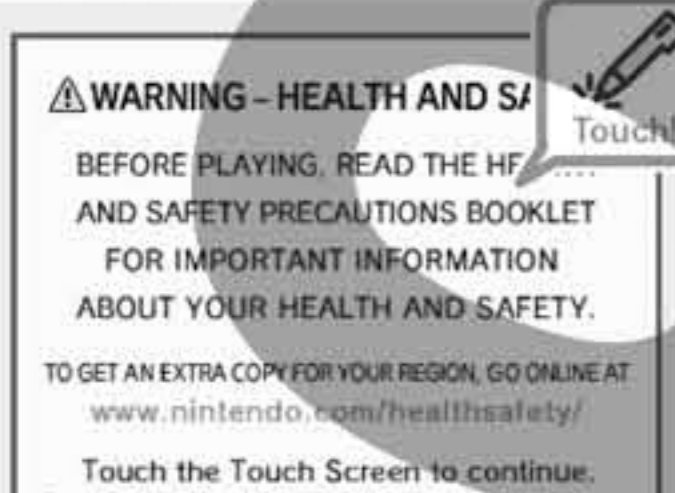 ⚠ WARNING – HEALTH AND SA
Touch!
BEFORE PLAYING, READ THE HE
AND SAFETY PRECAUTIONS BOOKLET
FOR IMPORTANT INFORMATION
ABOUT YOUR HEALTH AND SAFETY.
TO GET AN EXTRA COPY FOR YOUR REGION, GO ONLINE AT
www.nintendo.com/healthsafety/
Touch the Touch Screen to continue.